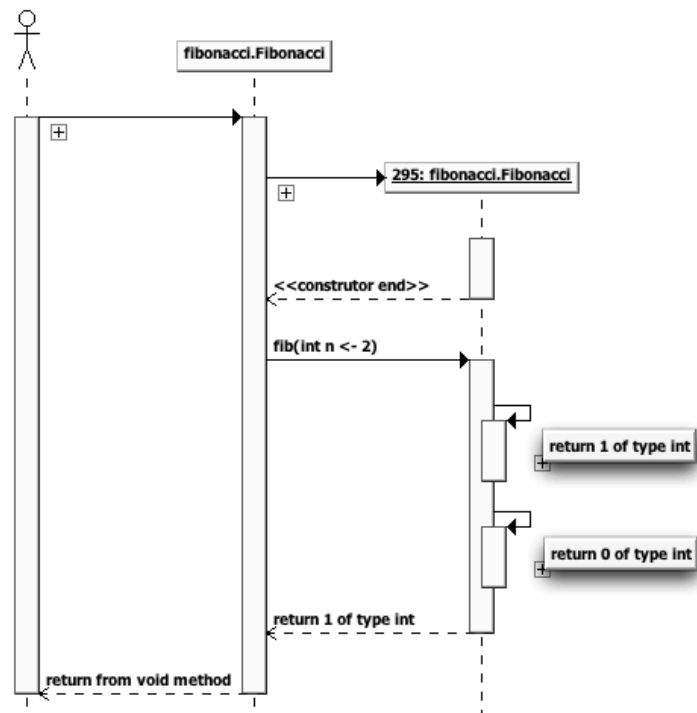 fibonacci.Fibonacci
295: fibonacci.Fibonacci
<<construtor end>>
fib(int n <- 2)
return 1 of type int
return 0 of type int
return 1 of type int
return from void method